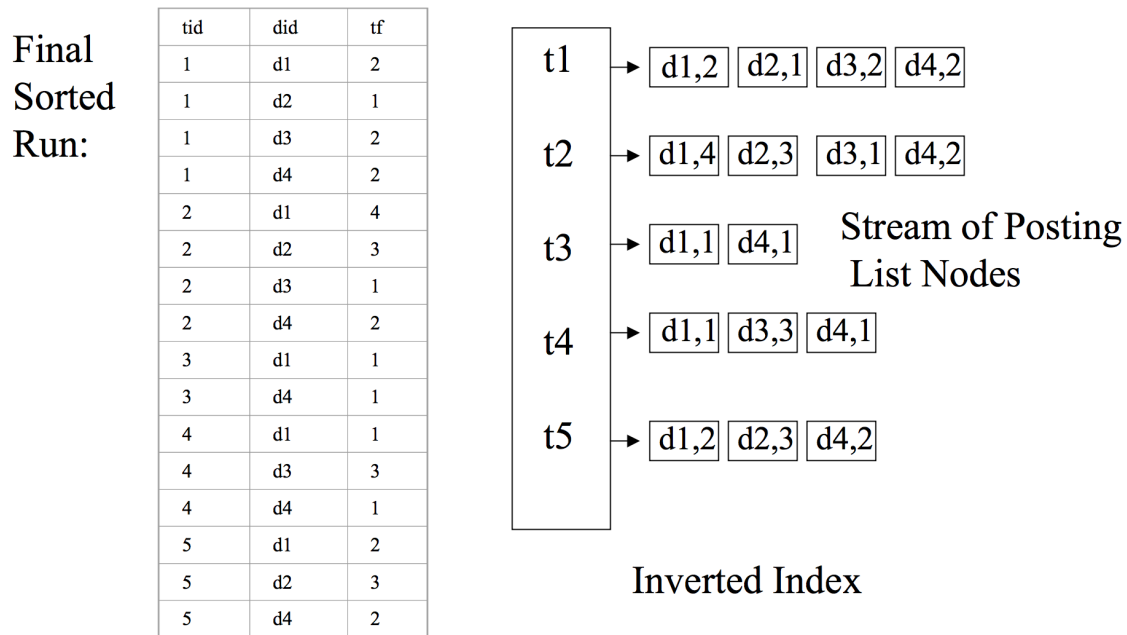 Final
Sorted
Run:
tid did tf
1 d1 2
1 d2 1
1 d3 2
1 d4 2
2 d1 4
2 d2 3
2 d3 1
2 d4 2
3 d1 1
3 d4 1
4 d1 1
4 d3 3
4 d4 1
5 d1 2
5 d2 3
5 d4 2
t1 d1,2 d2,1 d3,2 d4,2
t2 d1,4 d2,3 d3,1 d4,2
t3 d1,1 d4,1
t4 d1,1 d3,3 d4,1
t5 d1,2 d2,3 d4,2
Stream of Posting
List Nodes
Inverted Index